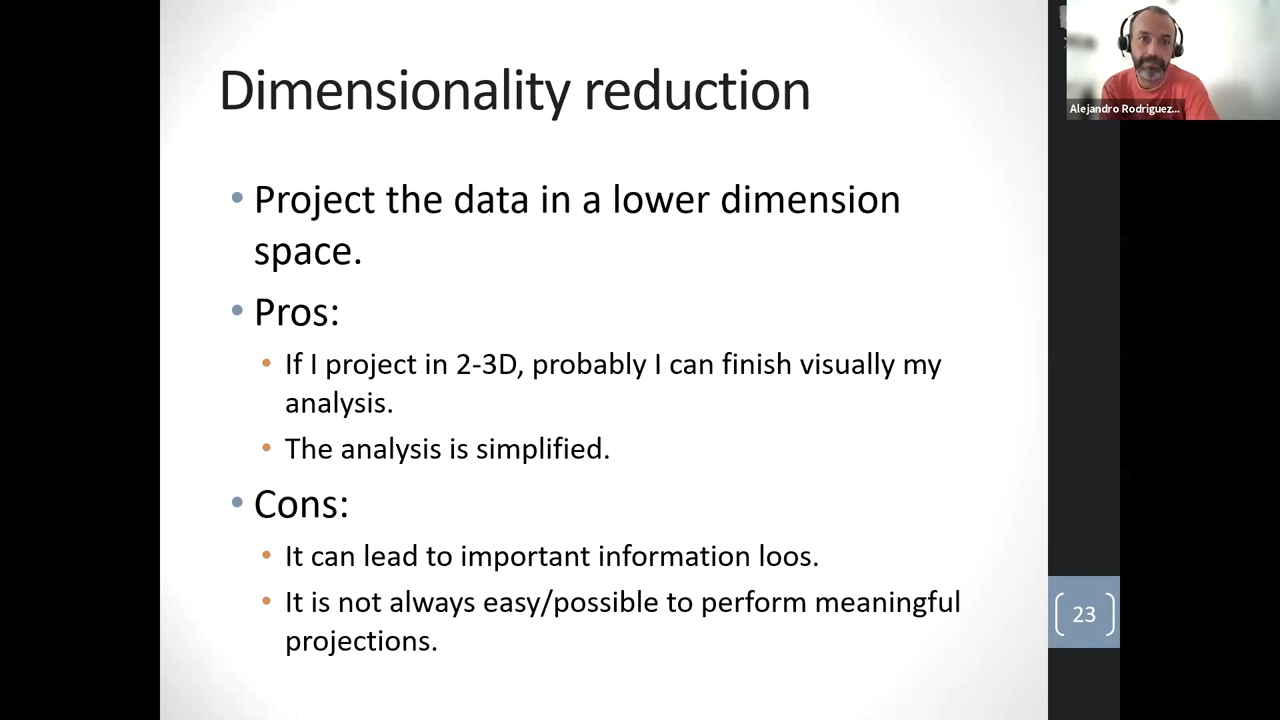 Dimensionality reduction
• Project the data in a lower dimension
space.
• Pros:
• If I project in 2-3D, probably I can finish visually my
analysis.
• The analysis is simplified.
• Cons:
• It can lead to important information loos.
• It is not always easy/possible to perform meaningful
projections.
23
Alejandro Rodriguez...